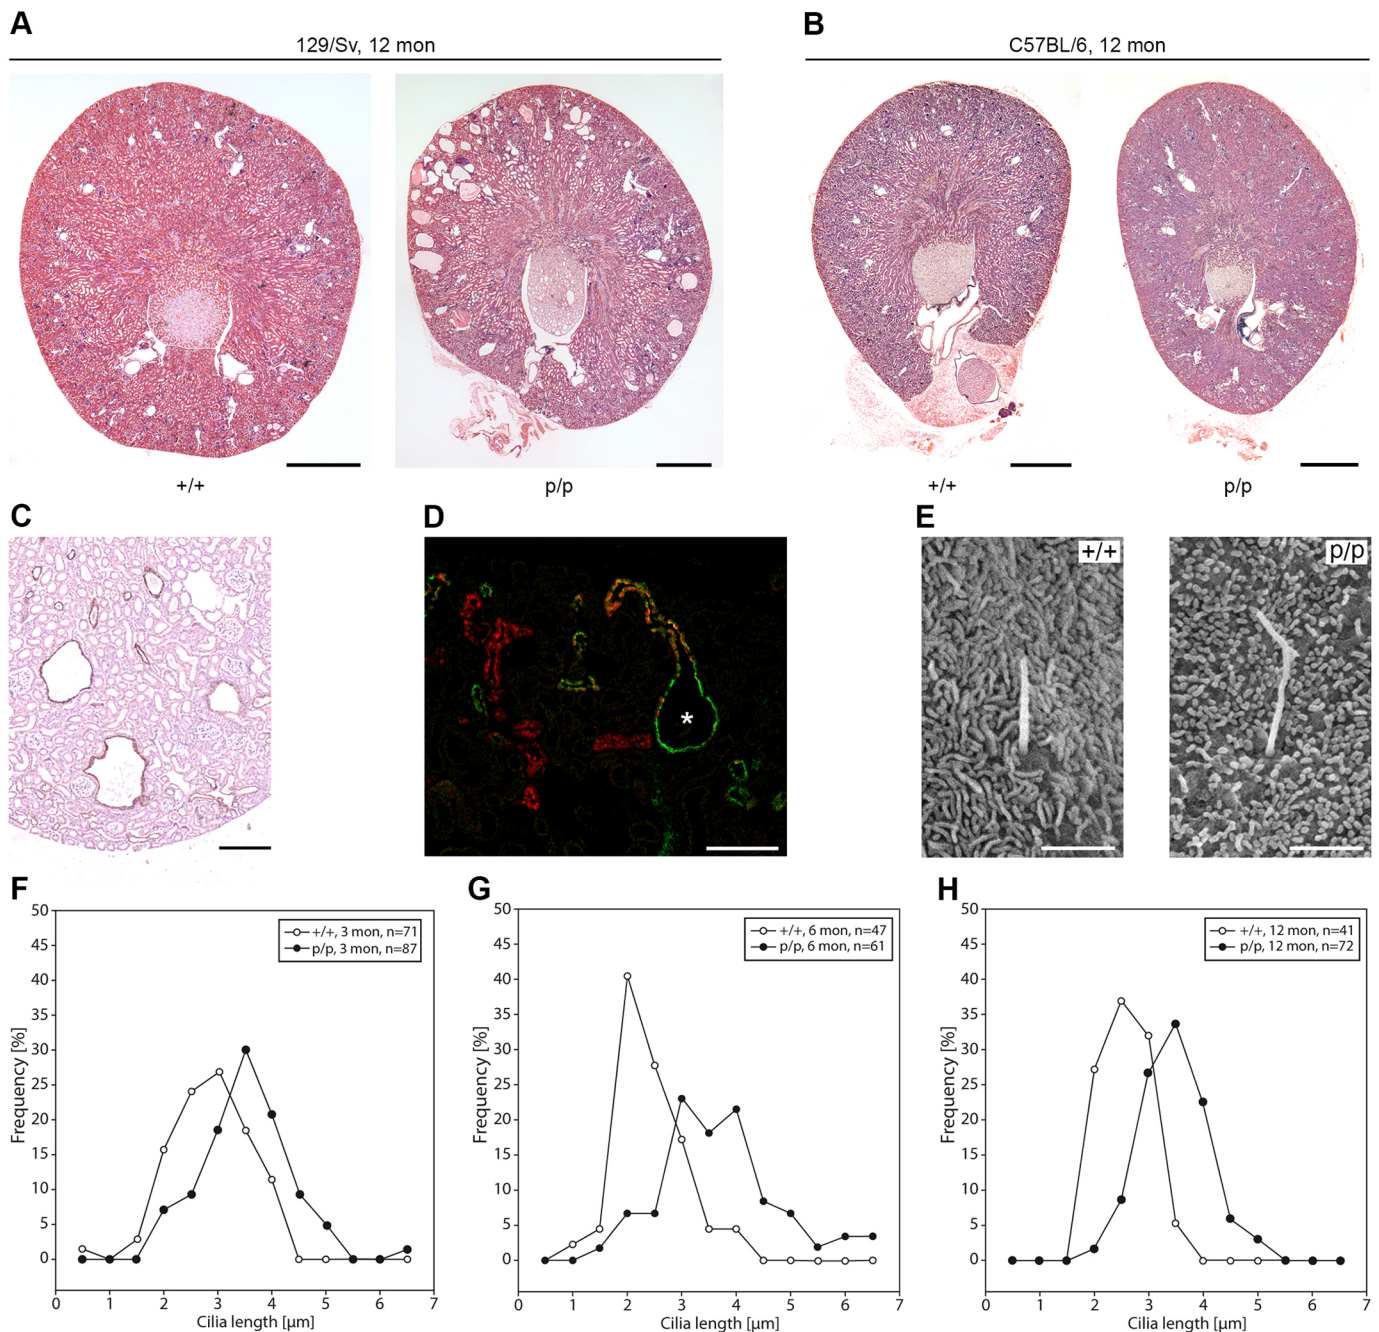 A
129/Sv, 12 mon
B
C57BL/6, 12 mon
+/+
p/p
+/+
p/p
C
D
*
E
+/+
p/p
F
50
45
40
35
30
25
20
15
10
5
0
Frequency [%]
+/+, 3 mon, n=71
p/p, 3 mon, n=87
0 1 2 3 4 5 6 7
Cilia length [µm]
G
50
45
40
35
30
25
20
15
10
5
0
Frequency [%]
+/+, 6 mon, n=47
p/p, 6 mon, n=61
0 1 2 3 4 5 6 7
Cilia length [µm]
H
50
45
40
35
30
25
20
15
10
5
0
Frequency [%]
+/+, 12 mon, n=41
p/p, 12 mon, n=72
0 1 2 3 4 5 6 7
Cilia length [µm]